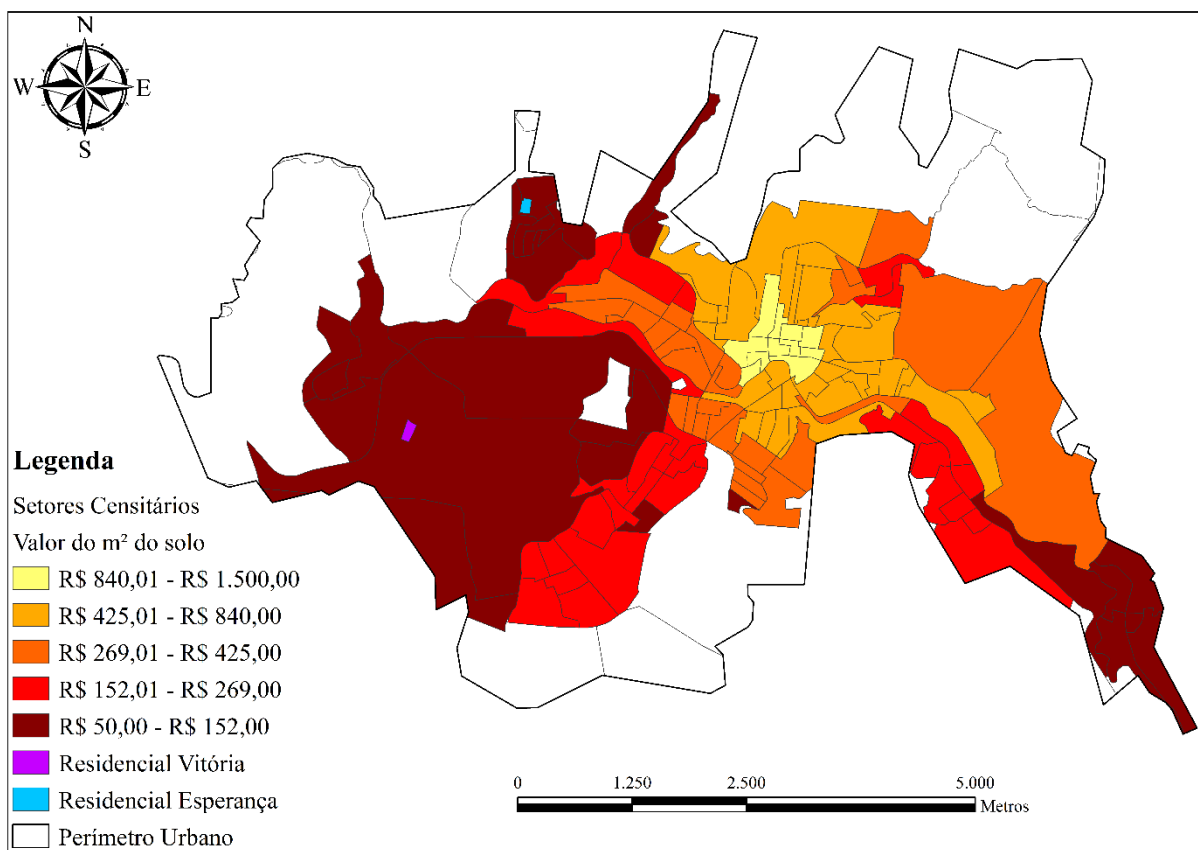 N
W E
S
Legenda
Setores Censitários
Valor do m² do solo
R$ 840,01 - R$ 1.500,00
R$ 425,01 - R$ 840,00
R$ 269,01 - R$ 425,00
R$ 152,01 - R$ 269,00
R$ 50,00 - R$ 152,00
Residencial Vitória
Residencial Esperança
Perímetro Urbano
0 1.250 2.500 5.000
Metros